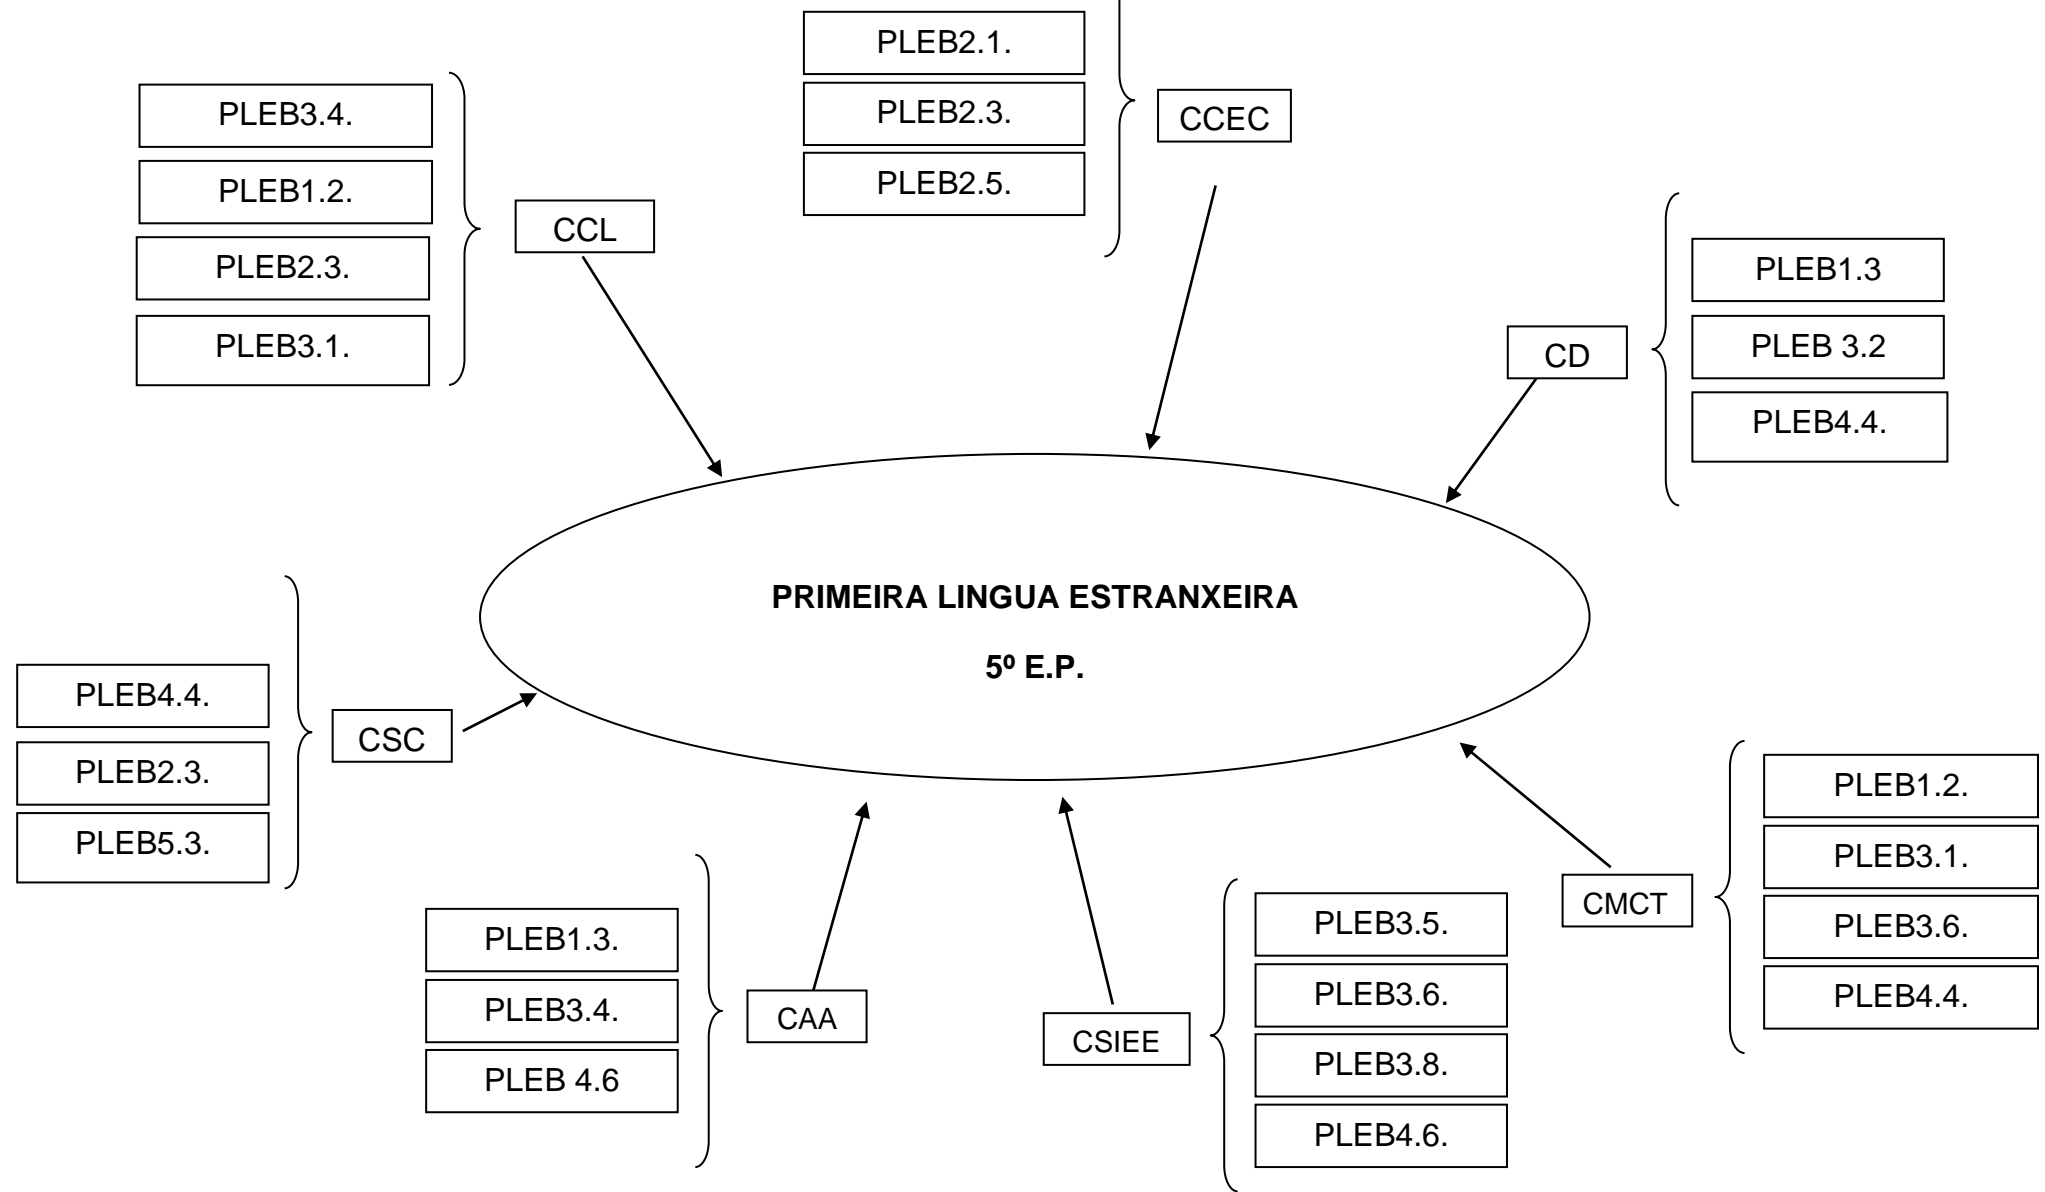 PLEB2.1.
PLEB2.3.
PLEB2.5.
CCEC
PLEB3.4.
PLEB1.2.
PLEB2.3.
PLEB3.1.
CCL
CD
PLEB1.3
PLEB 3.2
PLEB4.4.
PRIMEIRA LINGUA ESTRANXEIRA
5º E.P.
PLEB4.4.
PLEB2.3.
PLEB5.3.
CSC
PLEB1.3.
PLEB3.4.
PLEB 4.6
CAA
CSIEE
PLEB3.5.
PLEB3.6.
PLEB3.8.
PLEB4.6.
CMCT
PLEB1.2.
PLEB3.1.
PLEB3.6.
PLEB4.4.